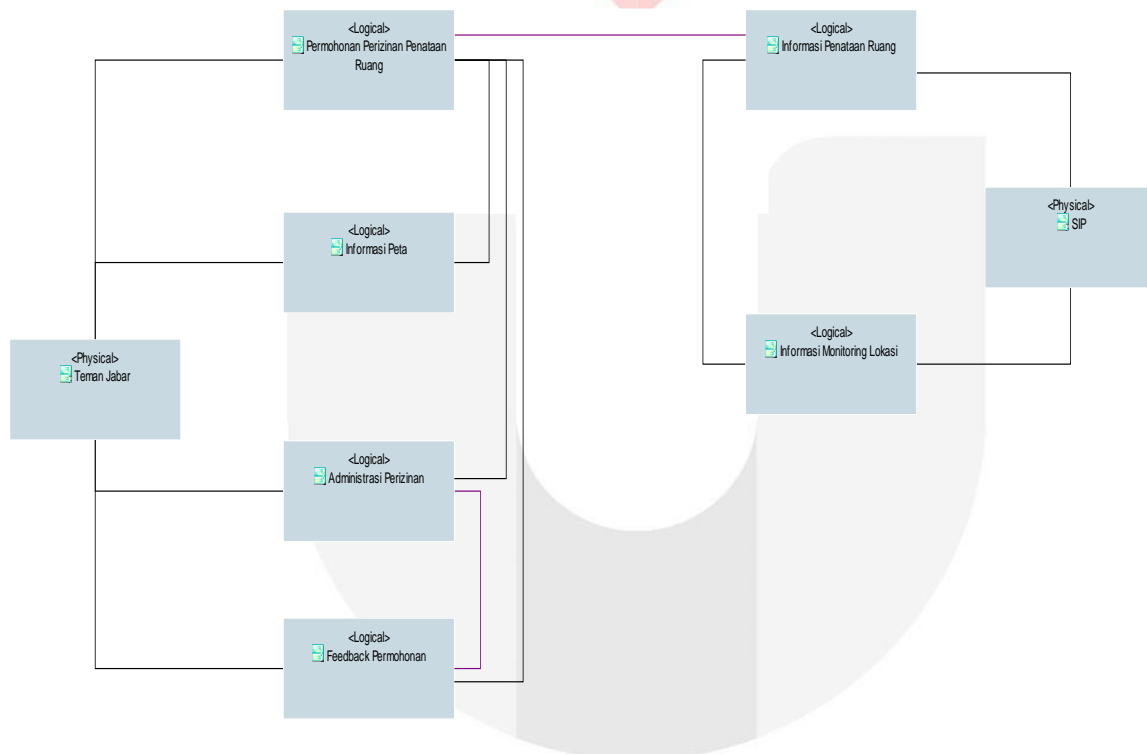 <Logical>
Permohonan Perizinan Penataan
Ruang
<Logical>
Informasi Penataan Ruang
<Physical>
SIP
<Logical>
Informasi Peta
<Logical>
Informasi Monitoring Lokasi
<Physical>
Teman Jabar
<Logical>
Administrasi Perizinan
<Logical>
Feedback Permohonan